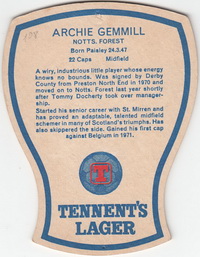 128
ARCHIE GEMMILL
NOTTS. FOREST
Born Paisley 24.3.47
22 Caps Midfield
A wiry, industrious little player whose energy
knows no bounds. Was signed by Derby
County from Preston North End in 1970 and
moved on to Notts. Forest last year shortly
after Tommy Docherty took over manager-
ship.
Started his senior career with St. Mirren and
has proved an adaptable, talented midfield
schemer in many of Scotland's triumphs. Has
also skippered the side. Gained his first cap
against Belgium in 1971.
T
TENNENT'S
LAGER